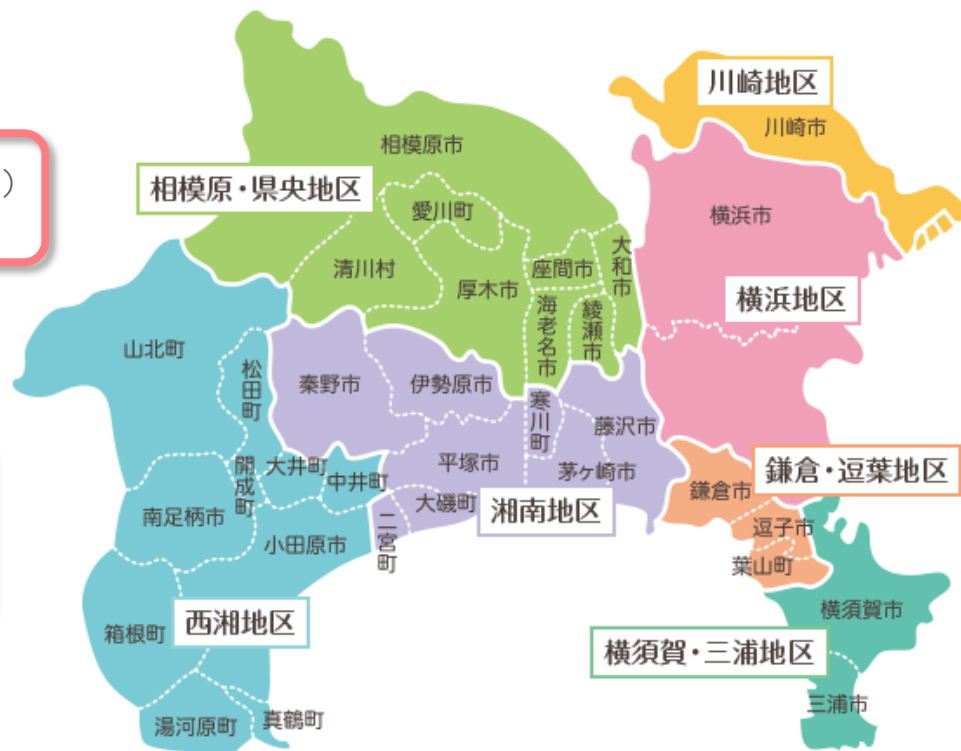 ）
川崎地区
川崎市
相模原市
相模原・県央地区
愛川町
横浜市
清川村
厚木市
座間市
大和市
海老名市
綾瀬市
横浜地区
山北町
松田町
秦野市
伊勢原市
寒川町
藤沢市
開成町
大井町
中井町
平塚市
茅ヶ崎市
鎌倉・逗葉地区
鎌倉市
南足柄市
大磯町
湘南地区
小田原市
二宮町
逗子市
葉山町
箱根町
西湘地区
横須賀市
横須賀・三浦地区
湯河原町
真鶴町
三浦市